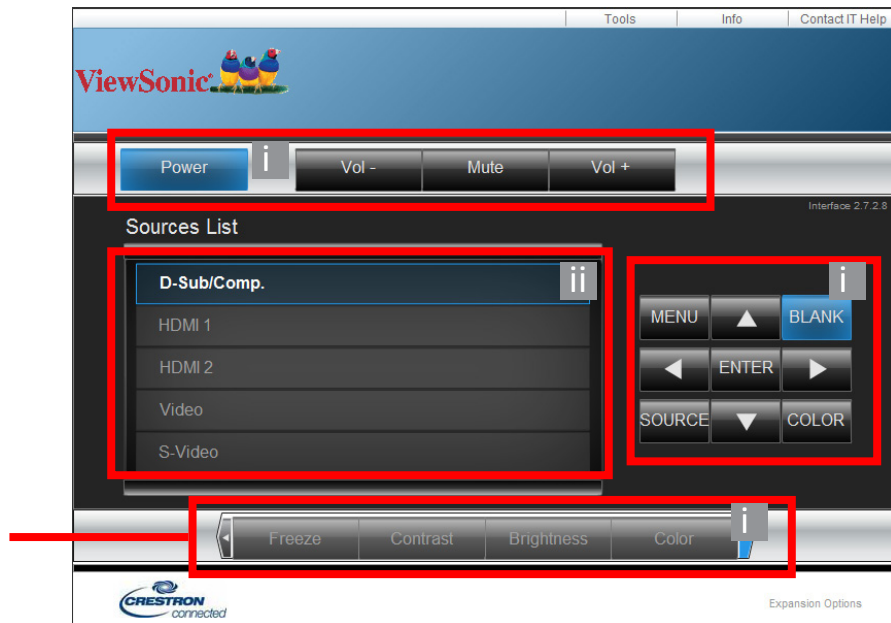 Tools Info Contact IT Help
ViewSonic®
Power i Vol - Mute Vol +
Interface 2.7.2.8
Sources List
D-Sub/Comp. ii
HDMI 1
HDMI 2
Video
S-Video
i
MENU BLANK
ENTER
SOURCE COLOR
Freeze Contrast Brightness Color i
CRESTRON
connected
Expansion Options